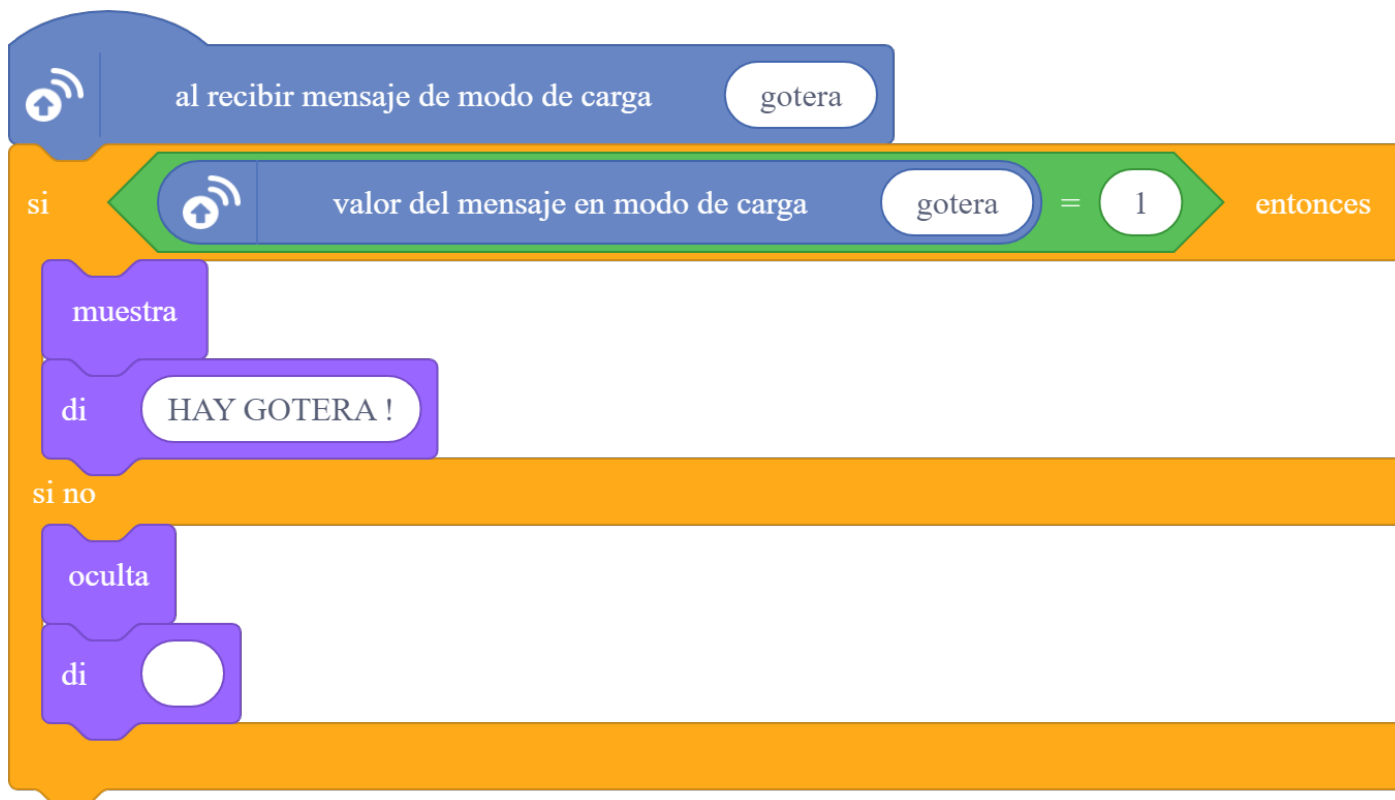 al recibir mensaje de modo de carga gotera
si valor del mensaje en modo de carga gotera = 1 entonces
muestra
di HAY GOTERA !
si no
oculta
di